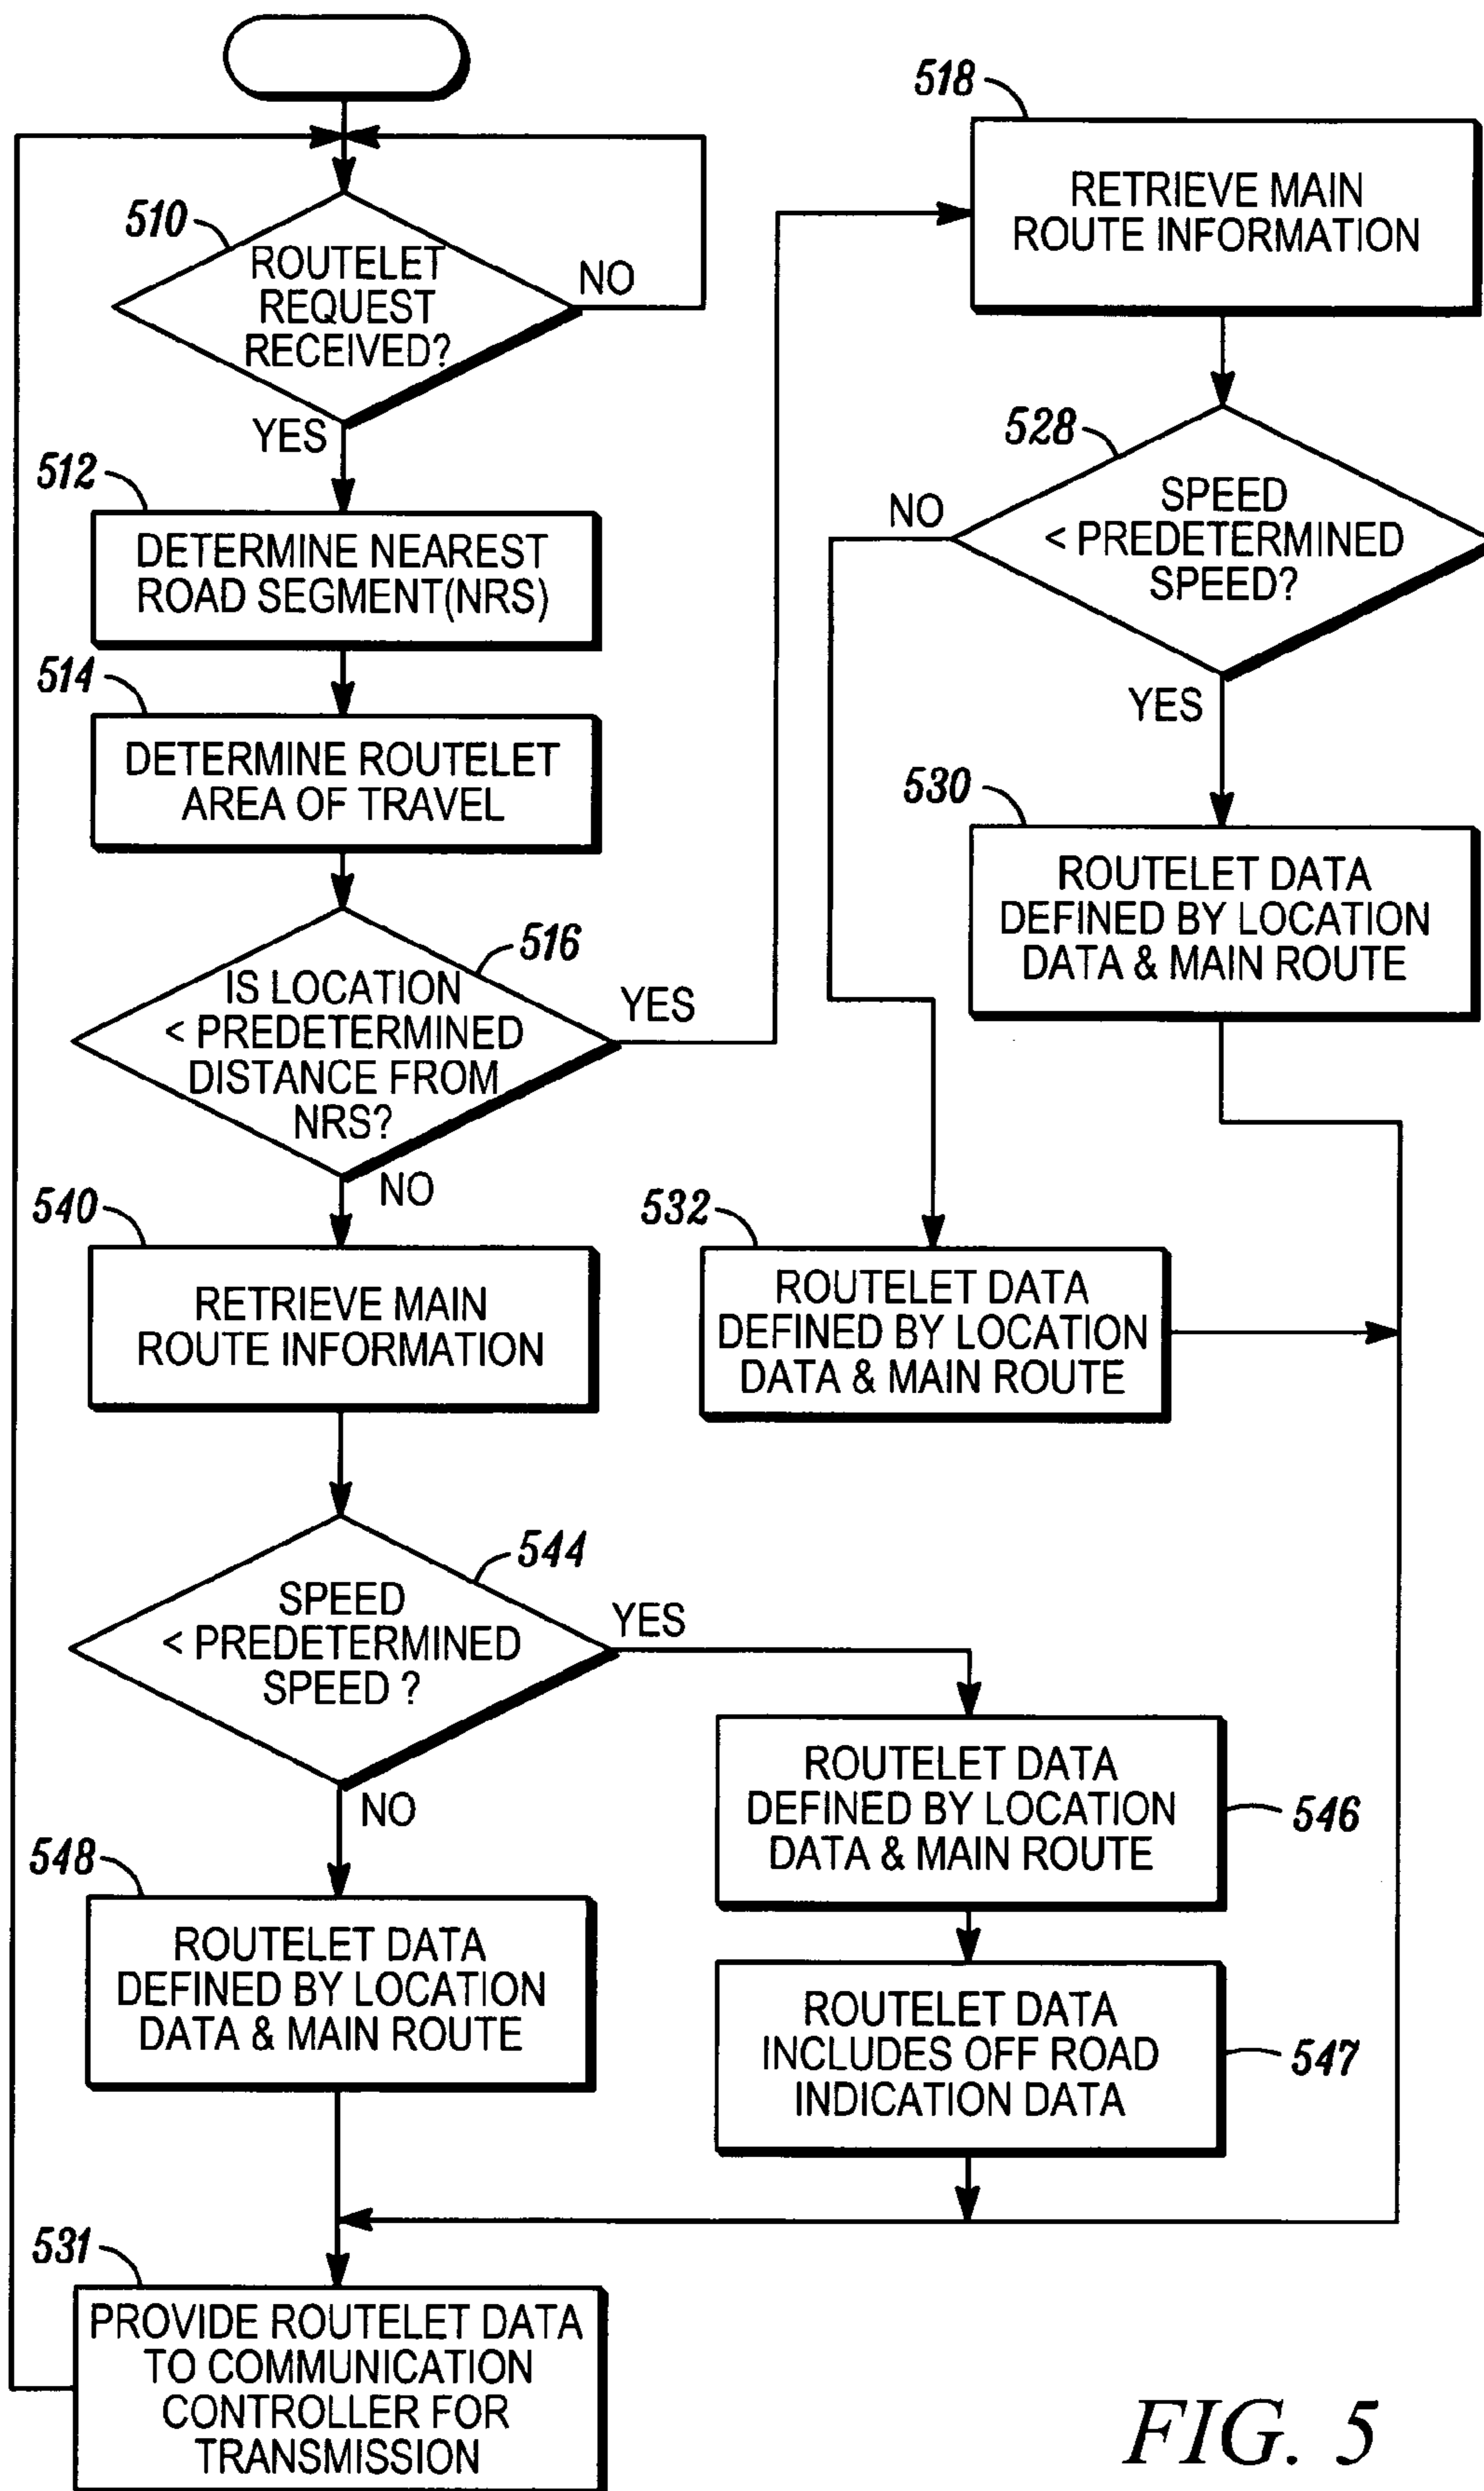 510
ROUTELET
REQUEST
RECEIVED?
NO
YES
512
DETERMINE NEAREST
ROAD SEGMENT(NRS)
514
DETERMINE ROUTELET
AREA OF TRAVEL
516
IS LOCATION
< PREDETERMINED
DISTANCE FROM
NRS?
YES
NO
518
RETRIEVE MAIN
ROUTE INFORMATION
528
SPEED
< PREDETERMINED
SPEED?
NO
YES
530
ROUTELET DATA
DEFINED BY LOCATION
DATA & MAIN ROUTE
532
ROUTELET DATA
DEFINED BY LOCATION
DATA & MAIN ROUTE
540
RETRIEVE MAIN
ROUTE INFORMATION
544
SPEED
< PREDETERMINED
SPEED ?
YES
NO
546
ROUTELET DATA
DEFINED BY LOCATION
DATA & MAIN ROUTE
547
ROUTELET DATA
INCLUDES OFF ROAD
INDICATION DATA
548
ROUTELET DATA
DEFINED BY LOCATION
DATA & MAIN ROUTE
531
PROVIDE ROUTELET DATA
TO COMMUNICATION
CONTROLLER FOR
TRANSMISSION
FIG. 5